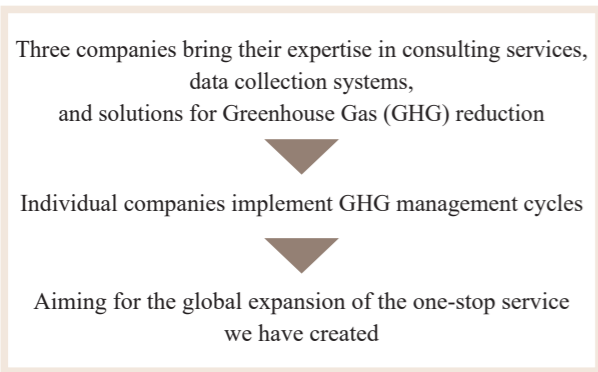 Three companies bring their expertise in consulting services,
data collection systems,
and solutions for Greenhouse Gas (GHG) reduction
Individual companies implement GHG management cycles
Aiming for the global expansion of the one-stop service
we have created